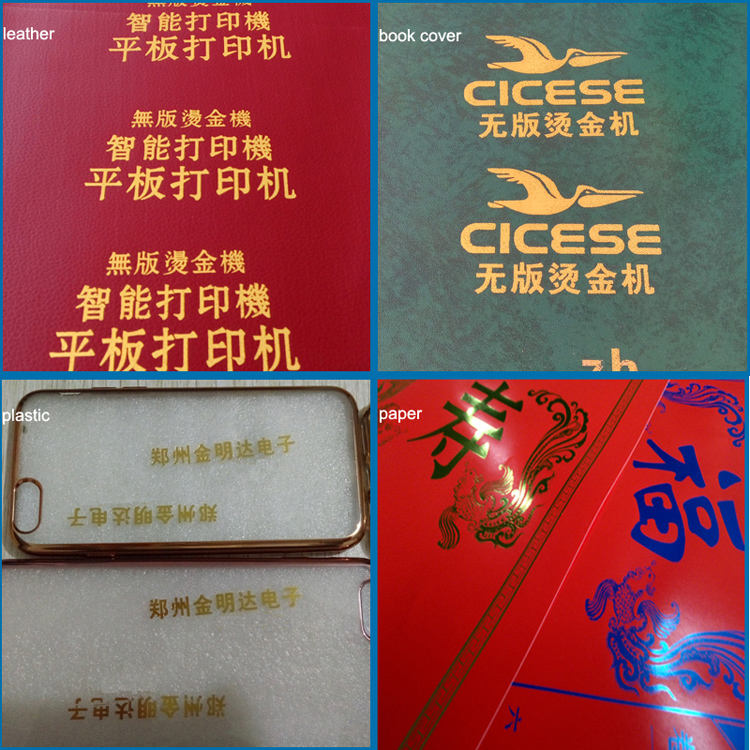 leather
智能打印機
平板打印机
無版燙金機
智能打印機
平板打印机
無版燙金機
智能打印機
平板打印机
book cover
CICESE
无版烫金机
CICESE
无版烫金机
zh
plastic
郑州金明达电子
郑州金明达电子
郑州金明达电子
郑州金明达电子
paper
寿
福
六